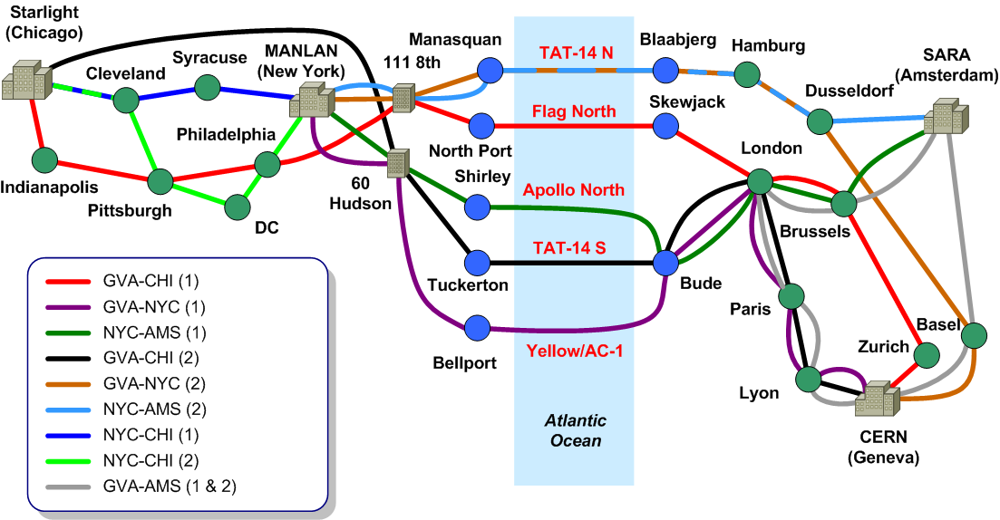 Starlight
(Chicago)
Cleveland
Syracuse
MANLAN
(New York)
111 8th
Manasquan
TAT-14 N
Blaabjerg
Hamburg
SARA
(Amsterdam)
Dusseldorf
Philadelphia
Flag North
Skewjack
North Port
London
Indianapolis
Pittsburgh
DC
60
Hudson
Shirley
Apollo North
Brussels
TAT-14 S
Tuckerton
Bude
Paris
Basel
Zurich
Bellport
Yellow/AC-1
Lyon
Atlantic
Ocean
CERN
(Geneva)
GVA-CHI (1)
GVA-NYC (1)
NYC-AMS (1)
GVA-CHI (2)
GVA-NYC (2)
NYC-AMS (2)
NYC-CHI (1)
NYC-CHI (2)
GVA-AMS (1 & 2)